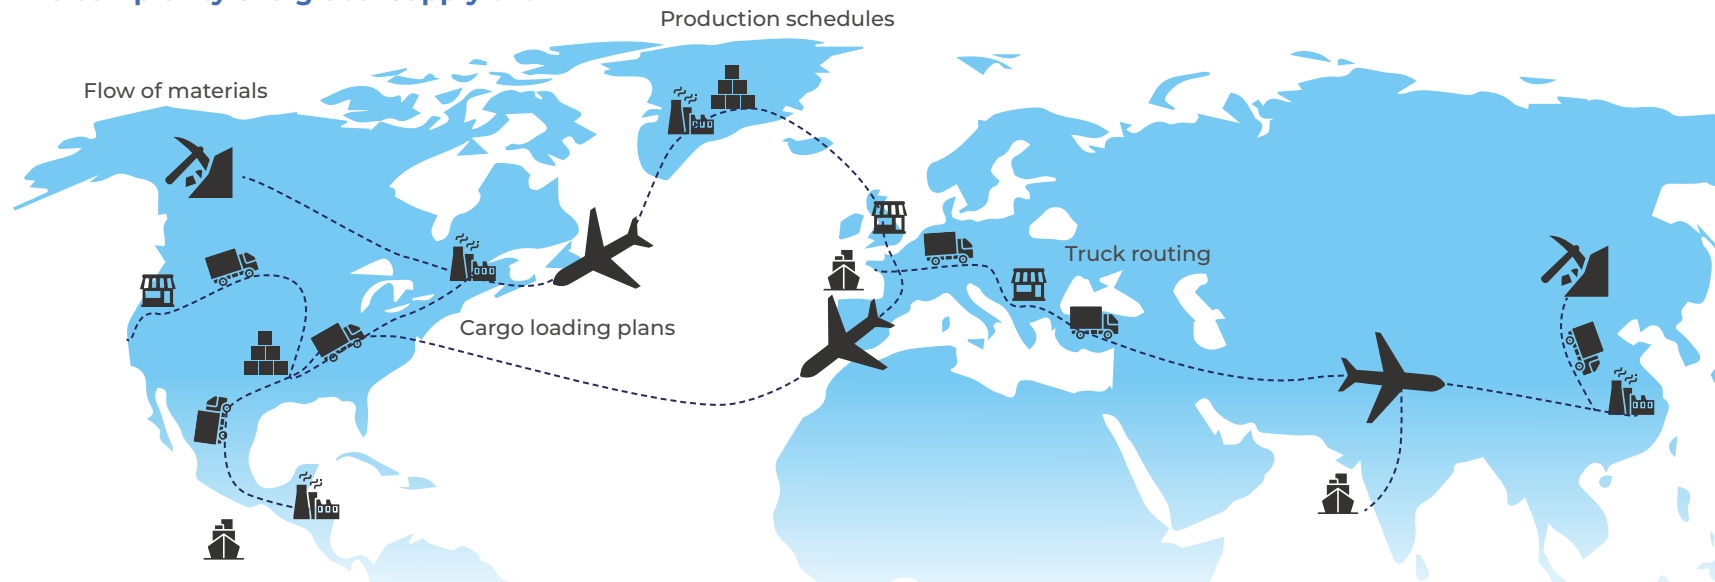 Production schedules
Flow of materials
Truck routing
Cargo loading plans